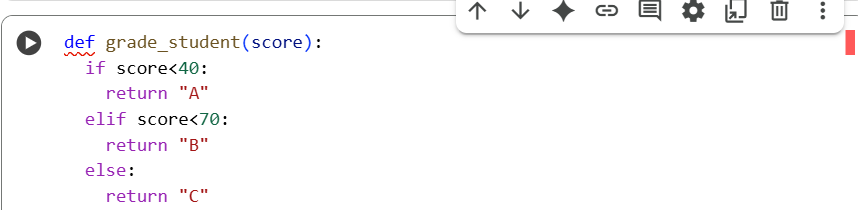 def grade_student(score):
  if score<40:
    return "A"
  elif score<70:
    return "B"
  else:
    return "C"